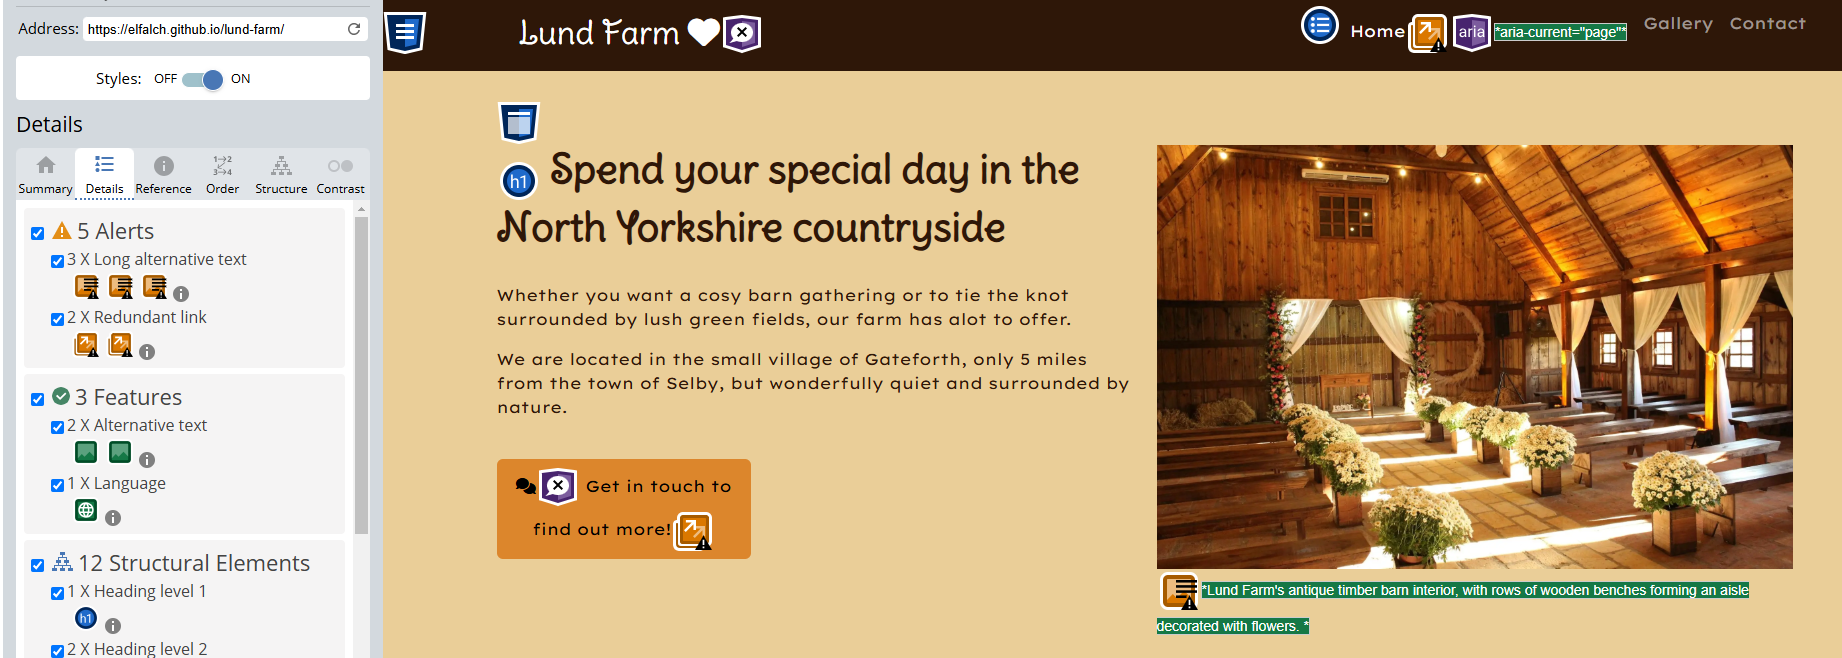 Address: https://elfalch.github.io/lund-farm/
Styles: OFF ON
Details
Summary Details Reference Order Structure Contrast
5 Alerts
3 X Long alternative text
2 X Redundant link
3 Features
2 X Alternative text
1 X Language
12 Structural Elements
1 X Heading level 1
h1
2 X Heading level 2
Lund Farm
Home aria *aria-current="page"* Gallery Contact
h1 Spend your special day in the
North Yorkshire countryside
Whether you want a cosy barn gathering or to tie the knot
surrounded by lush green fields, our farm has alot to offer.
We are located in the small village of Gateforth, only 5 miles
from the town of Selby, but wonderfully quiet and surrounded by
nature.
Get in touch to
find out more!
*Lund Farm's antique timber barn interior, with rows of wooden benches forming an aisle
decorated with flowers. *